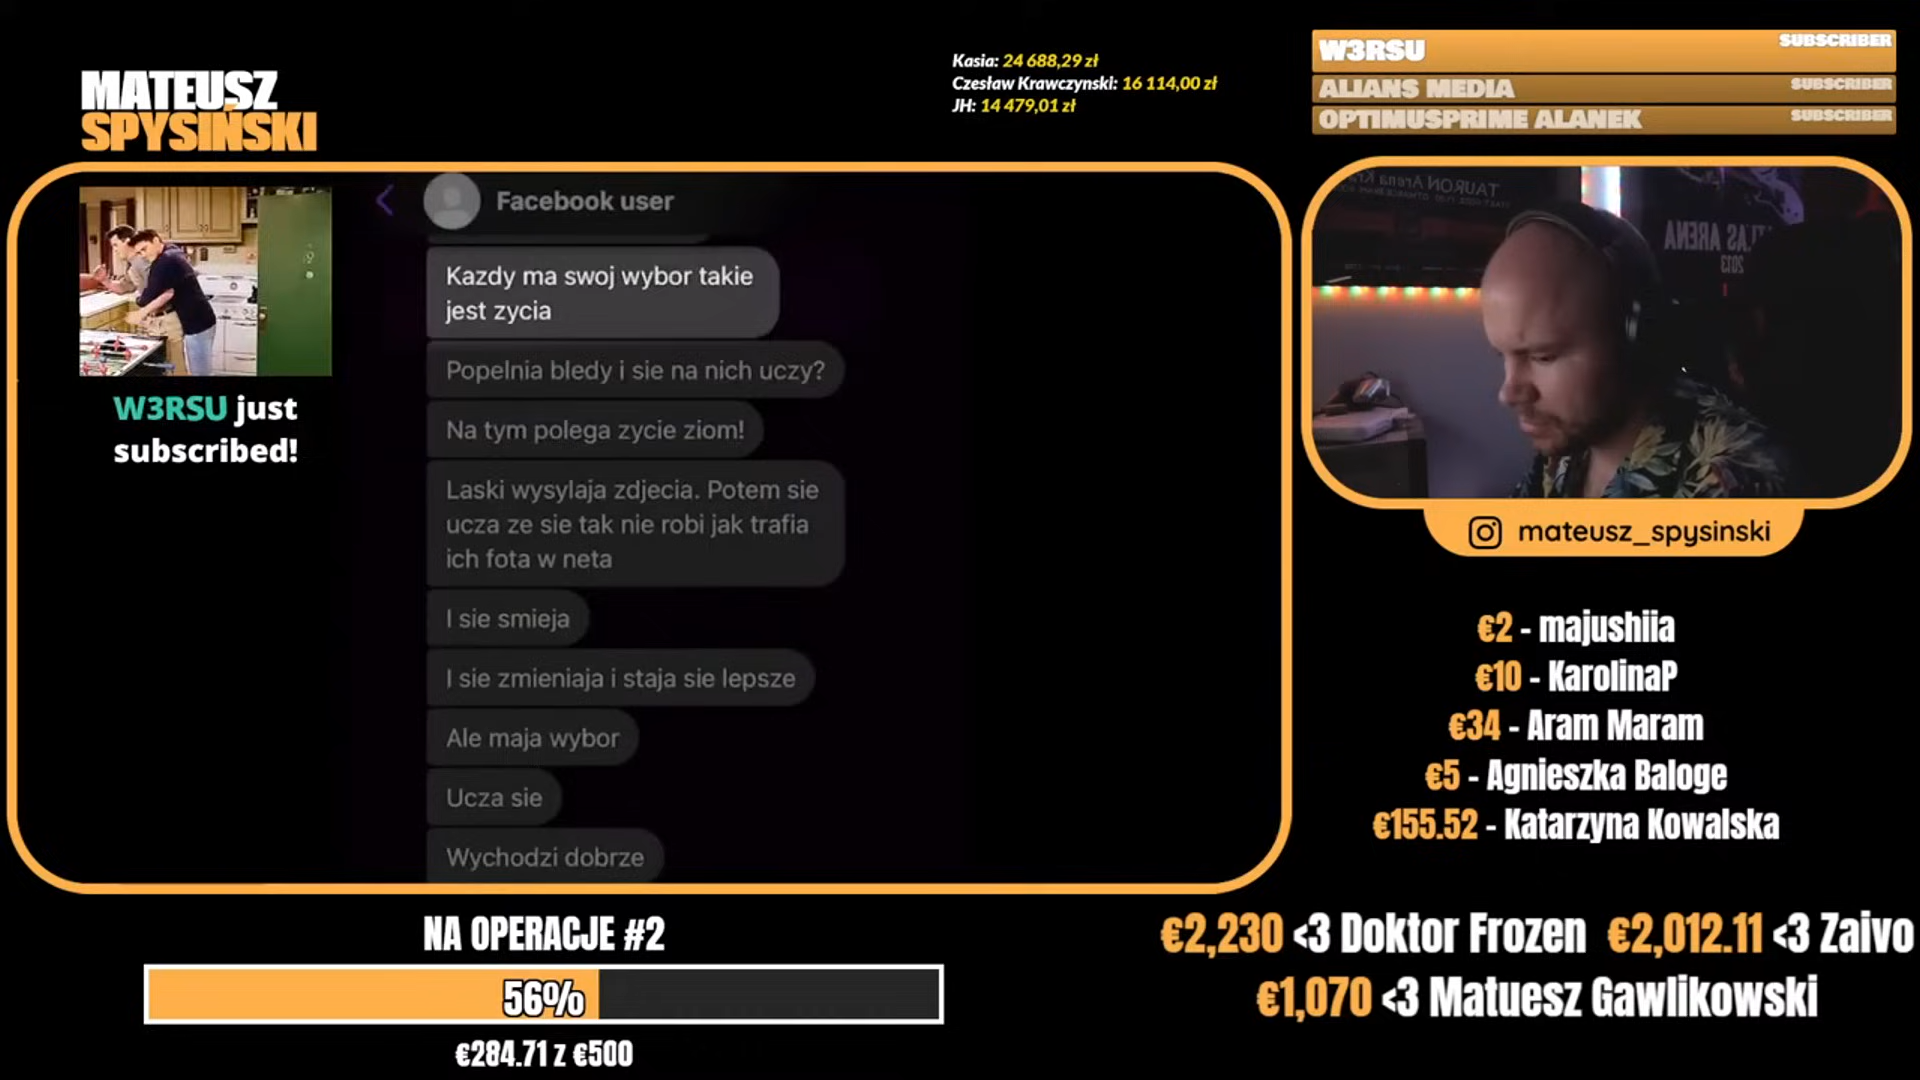 MATEUSZ
SPYSIŃSKI
Kasia: 24 688,29 zł
Czesław Krawczynski: 16 114,00 zł
JH: 14 479,01 zł
W3RSU SUBSCRIBER
ALIANS MEDIA SUBSCRIBER
OPTIMUSPRIME ALANEK SUBSCRIBER
W3RSU just
subscribed!
Facebook user
Kazdy ma swoj wybor takie
jest zycia
Popelnia bledy i sie na nich uczy?
Na tym polega zycie ziom!
Laski wysylaja zdjecia. Potem sie
ucza ze sie tak nie robi jak trafia
ich fota w neta
I sie smieja
I sie zmieniaja i staja sie lepsze
Ale maja wybor
Ucza sie
Wychodzi dobrze
TAURON Arena
ATLAS ARENA
2013
mateusz_spysinski
€2 - majushiia
€10 - KarolinaP
€34 - Aram Maram
€5 - Agnieszka Baloge
€155.52 - Katarzyna Kowalska
NA OPERACJE #2
56%
€284.71 z €500
€2,230 <3 Doktor Frozen €2,012.11 <3 Zaivo
€1,070 <3 Matuesz Gawlikowski